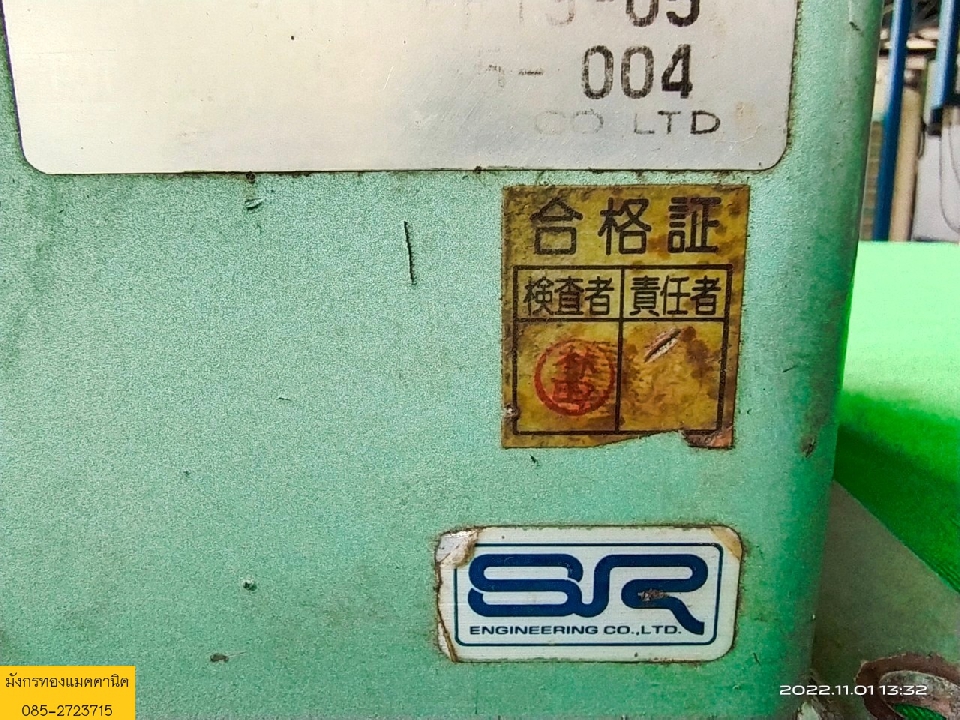 004
CO LTD
合格証
検査者 責任者
SR
ENGINEERING CO.,LTD.
มังกรทองแมคคานิค
085-2723715
2022.11.01 13:32